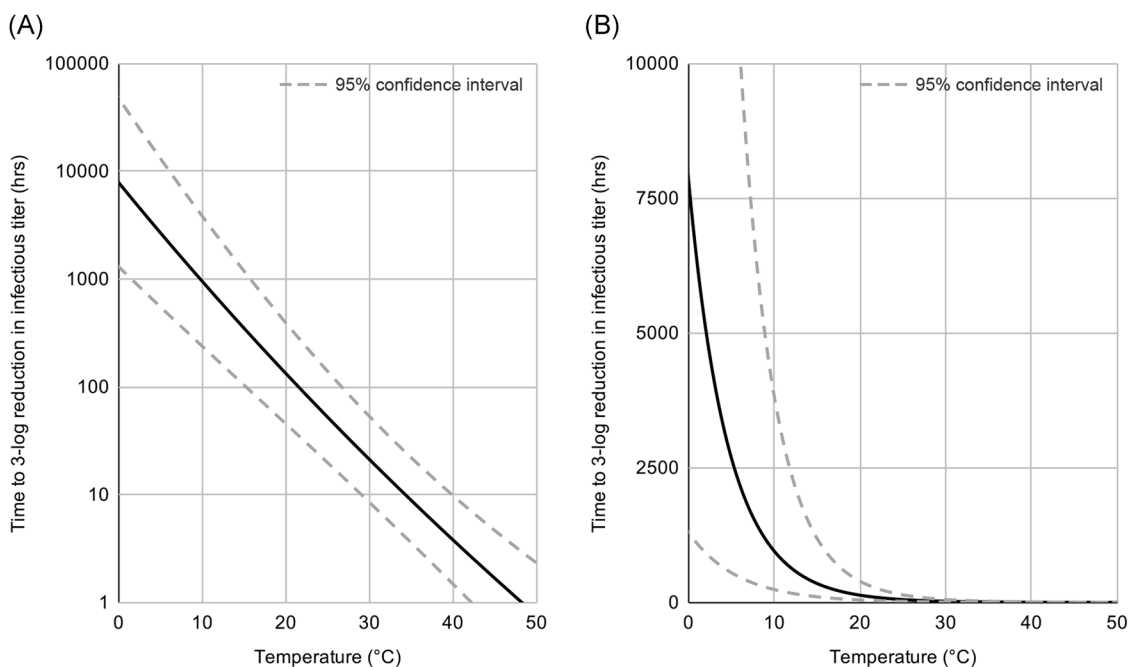 (A)
Time to 3-log reduction in infectious titer (hrs)
100000
10000
1000
100
10
1
95% confidence interval
0 10 20 30 40 50
Temperature (°C)
(B)
Time to 3-log reduction in infectious titer (hrs)
10000
7500
5000
2500
0
95% confidence interval
0 10 20 30 40 50
Temperature (°C)